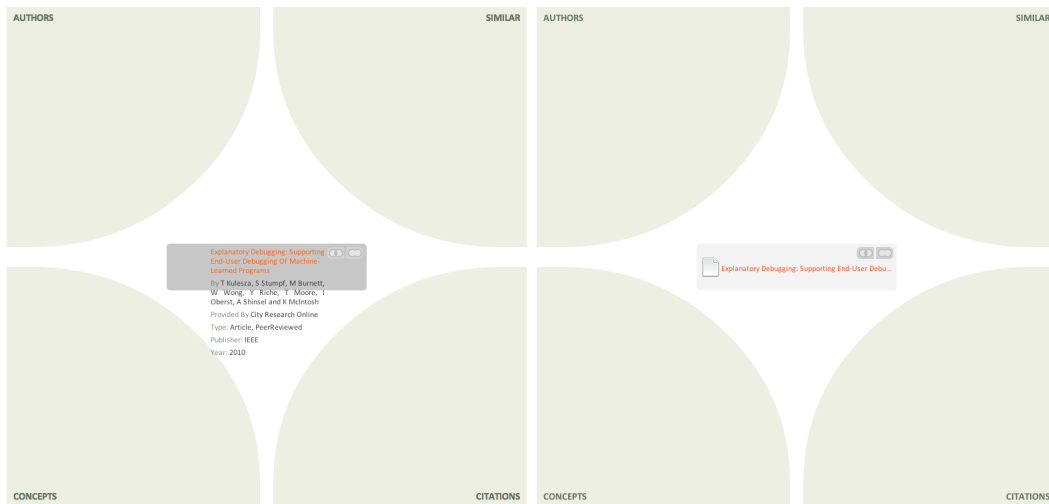 AUTHORS
SIMILAR
Explanatory Debugging: Supporting
End-User Debugging Of Machine-
Learned Programs
By T Kulesza, S Stumpf, M Burnett,
W Wong, Y Riche, T Moore, I
Oberst, A Shinsel and K McIntosh
Provided By City Research Online
Type: Article, PeerReviewed
Publisher: IEEE
Year: 2010
CONCEPTS
CITATIONS
AUTHORS
SIMILAR
Explanatory Debugging: Supporting End-User Debu...
CONCEPTS
CITATIONS